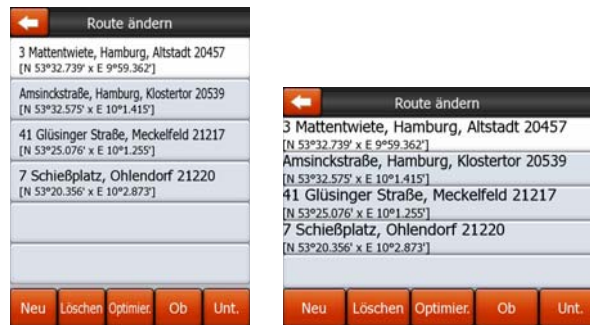 Route ändern
3 Mattentwiete, Hamburg, Altstadt 20457
[N 53°32.739' x E 9°59.362']
Amsinckstraße, Hamburg, Klostertor 20539
[N 53°32.575' x E 10°1.415']
41 Glüsinger Straße, Meckelfeld 21217
[N 53°25.076' x E 10°1.255']
7 Schießplatz, Ohlendorf 21220
[N 53°20.356' x E 10°2.873']
Neu Löschen Optimier. Ob Unt.
Route ändern
3 Mattentwiete, Hamburg, Altstadt 20457
[N 53°32.739' x E 9°59.362']
Amsinckstraße, Hamburg, Klostertor 20539
[N 53°32.575' x E 10°1.415']
41 Glüsinger Straße, Meckelfeld 21217
[N 53°25.076' x E 10°1.255']
7 Schießplatz, Ohlendorf 21220
[N 53°20.356' x E 10°2.873']
Neu Löschen Optimier. Ob Unt.